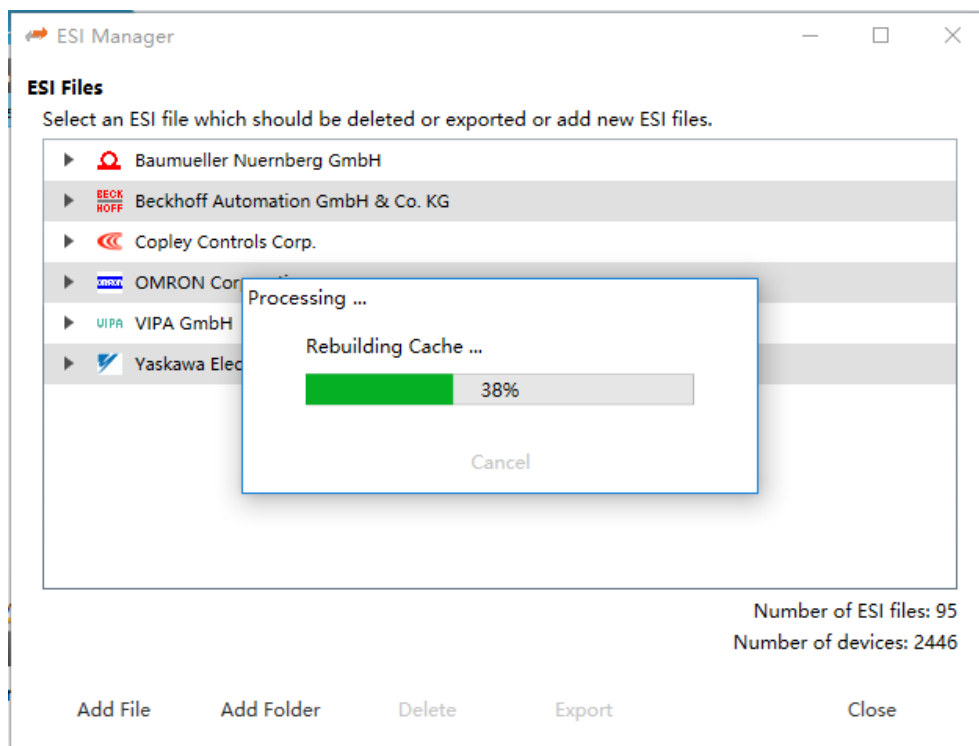 ESI Manager
ESI Files
Select an ESI file which should be deleted or exported or add new ESI files.
Baumueller Nuernberg GmbH
BECK
HOFF
Beckhoff Automation GmbH & Co. KG
Copley Controls Corp.
OMRON
OMRON
VIPA
VIPA GmbH
Yaskawa
Processing ...
Rebuilding Cache ...
38%
Cancel
Number of ESI files: 95
Number of devices: 2446
Add File
Add Folder
Delete
Export
Close